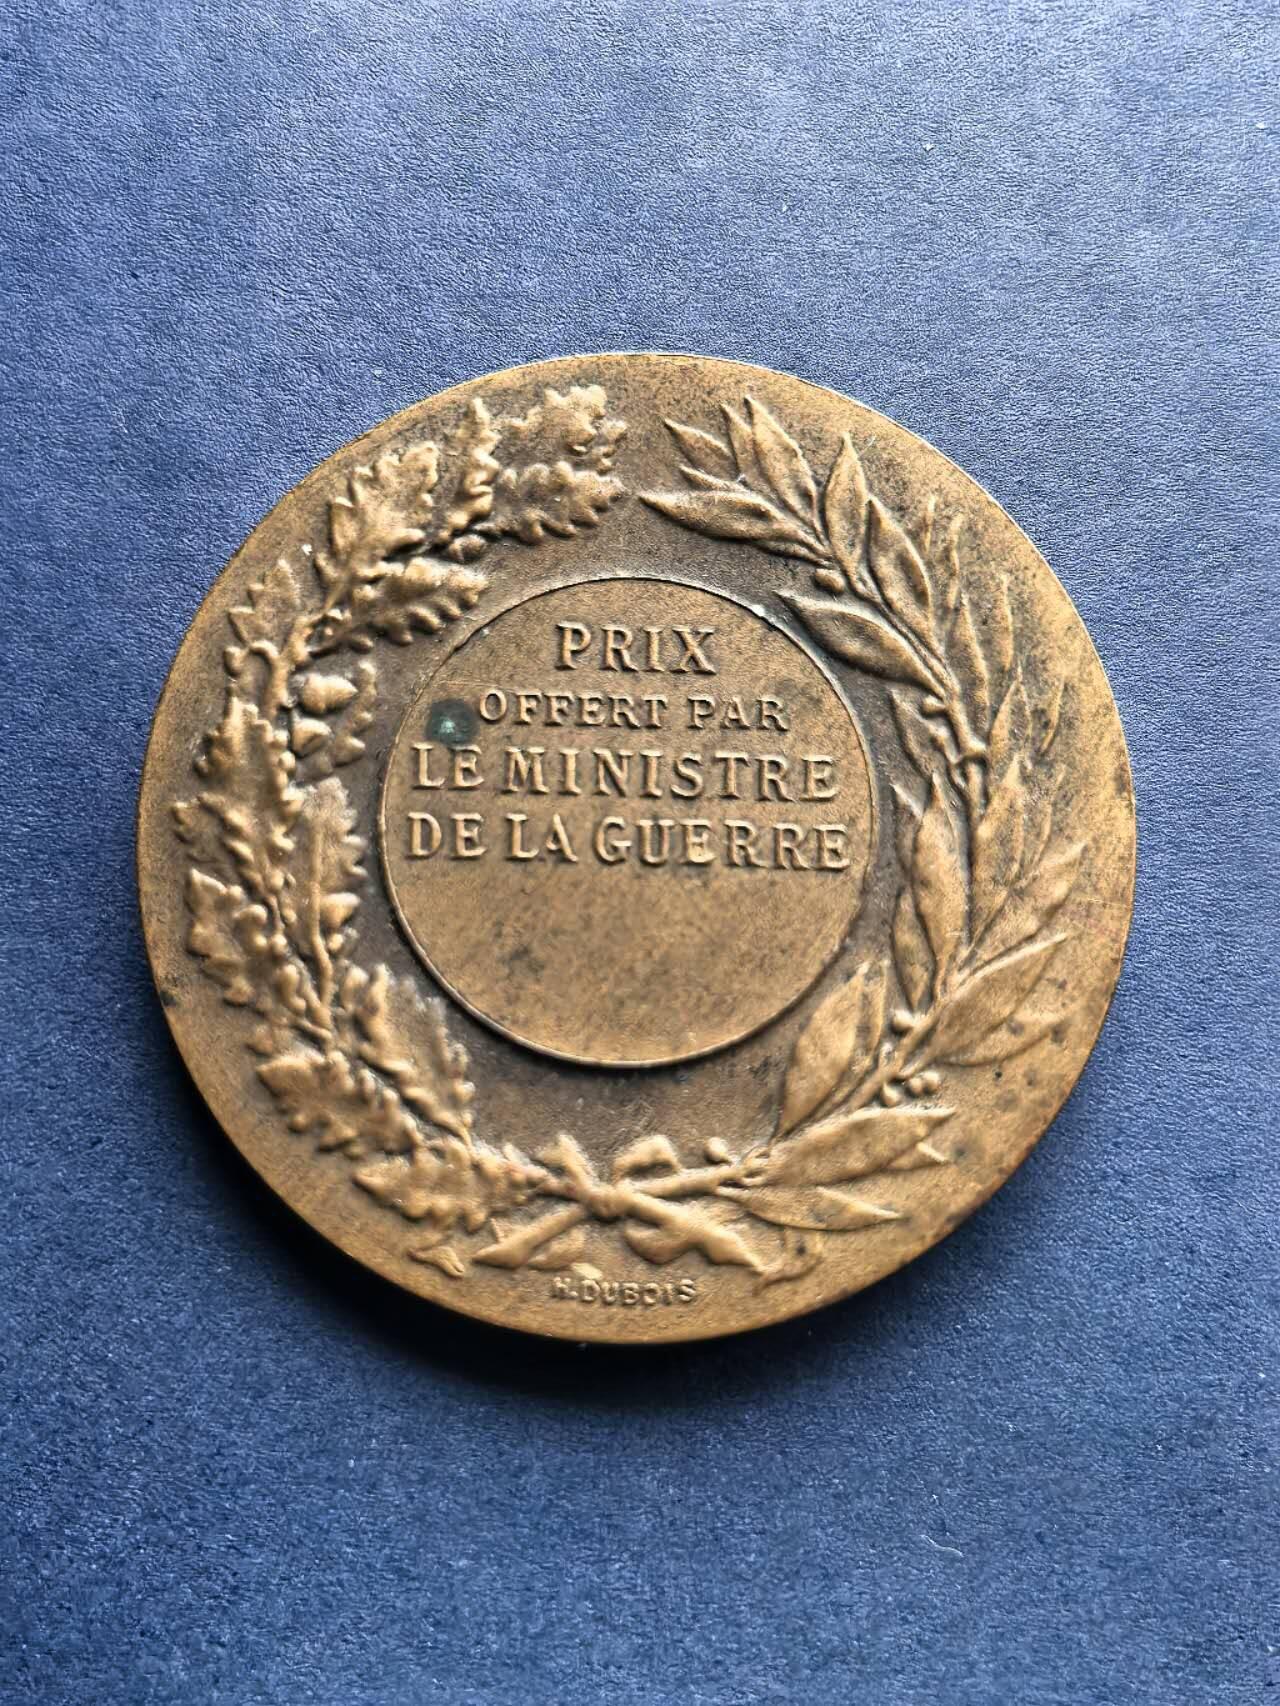 PRIX
OFFERT PAR
LE MINISTRE
DE LA GUERRE
H. DUBOIS